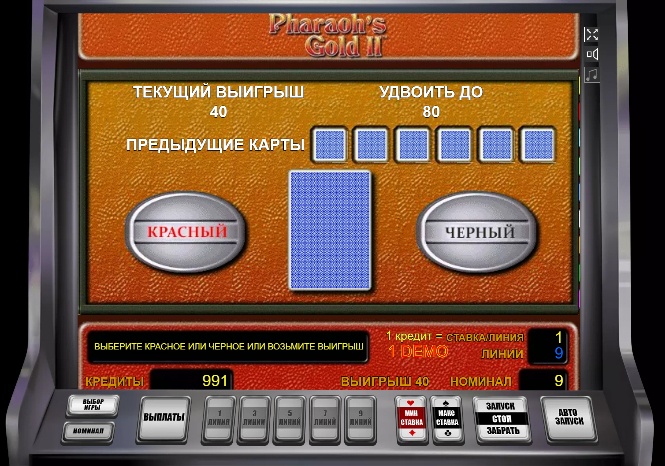 Pharaoh's
Gold II
ТЕКУЩИЙ ВЫИГРЫШ
40
УДВОИТЬ ДО
80
ПРЕДЫДУЩИЕ КАРТЫ
КРАСНЫЙ
ЧЕРНЫЙ
ВЫБЕРИТЕ КРАСНОЕ ИЛИ ЧЕРНОЕ ИЛИ ВОЗЬМИТЕ ВЫИГРЫШ
1 кредит =
1 DEMO
СТАВКА/ЛИНИЯ 1
ЛИНИИ 9
КРЕДИТЫ 991
ВЫИГРЫШ 40
НОМИНАЛ 9
ВЫБОР
ИГРЫ
НОМИНАЛ
ВЫПЛАТЫ
1
ЛИНИЯ
3
ЛИНИИ
5
ЛИНИЙ
7
ЛИНИЙ
9
ЛИНИЙ
МИН
СТАВКА
МАКС
СТАВКА
ЗАПУСК
СТОП
ЗАБРАТЬ
АВТО
ЗАПУСК